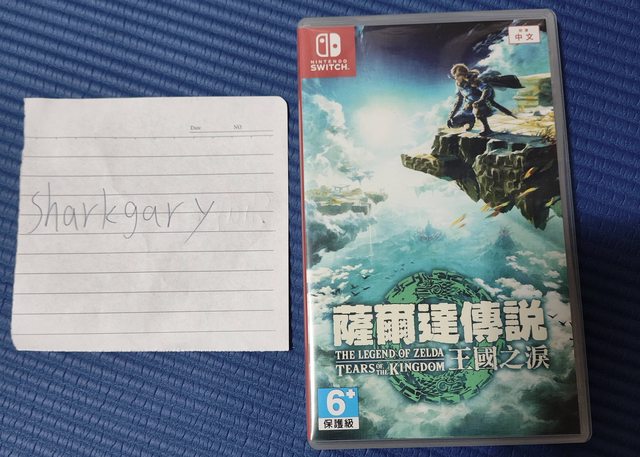 Date NO.
Sharkgary
NINTENDO
SWITCH
中文
薩爾達傳說
THE LEGEND OF ZELDA
TEARS OF THE KINGDOM
王國之淚
6+
保護級